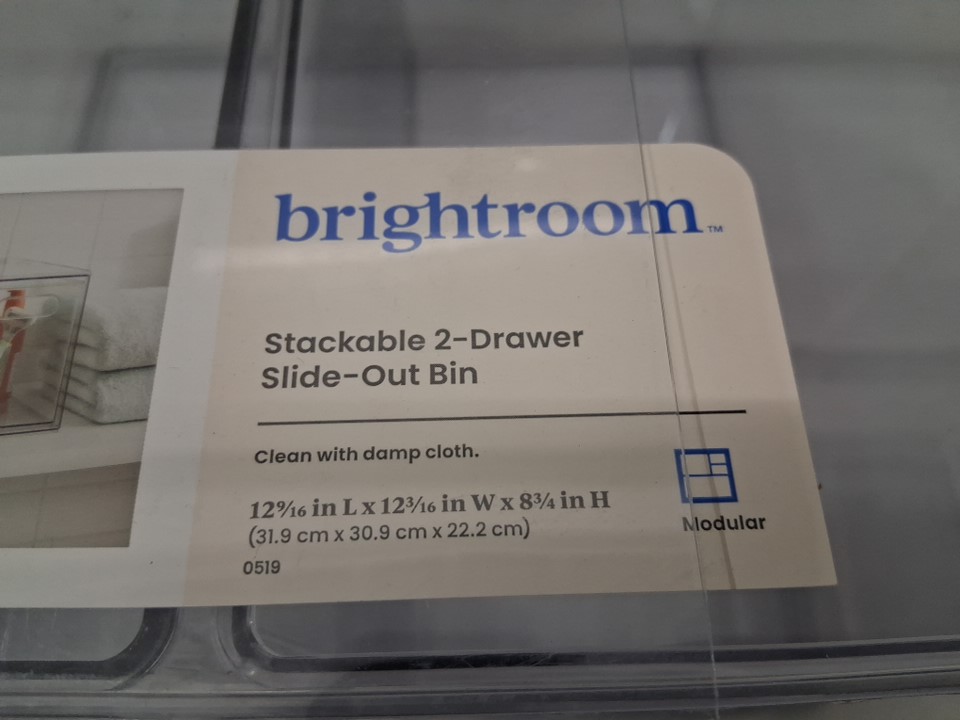 brightroom™
Stackable 2-Drawer
Slide-Out Bin
Clean with damp cloth.
12⁹⁄₁₆ in L x 12³⁄₁₆ in W x 8¾ in H
(31.9 cm x 30.9 cm x 22.2 cm)
0519
Modular